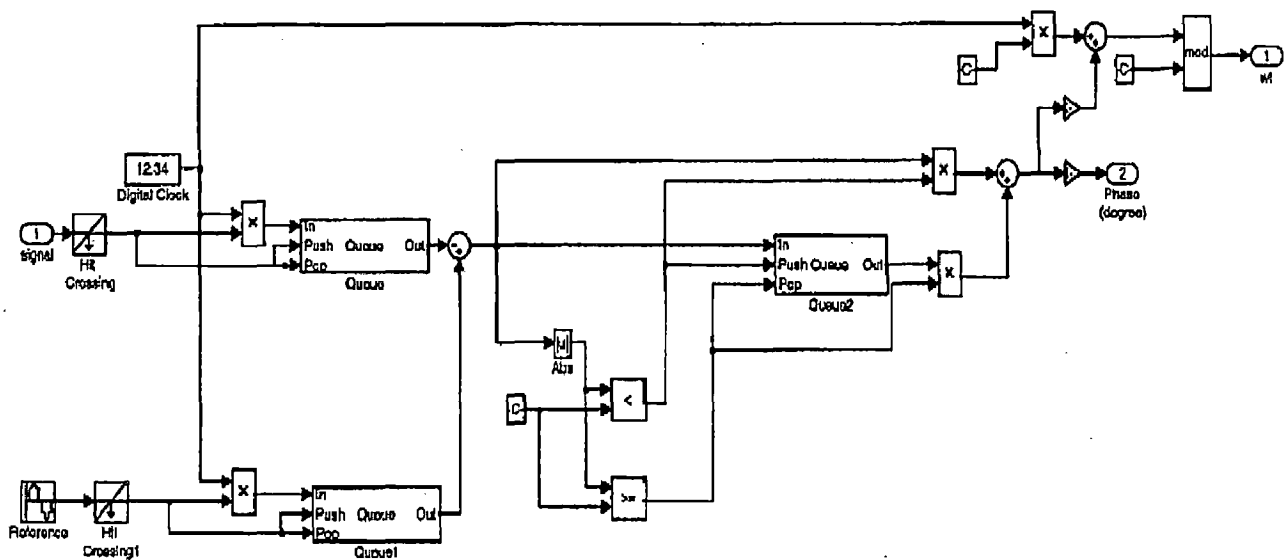 x
C
C
mod
1
wt
12:34
Digital Clock
x
2
Phase
(degree)
1
signal
Hit
Crossing
x
In
Push
Pop
Queue
Out
Queue
In
Push
Pop
Queue
Out
Queue2
x
|u|
Abs
C
<
>=
Reference
Hit
Crossing1
x
In
Push
Pop
Queue
Out
Queue1